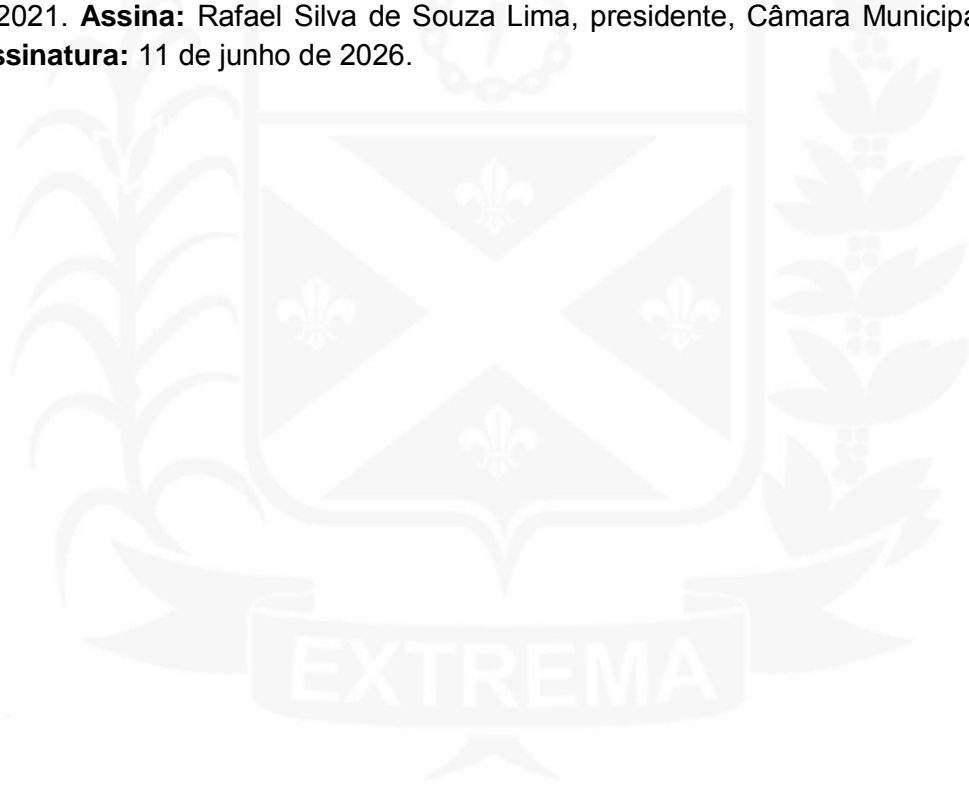 2021. Assina: Rafael Silva de Souza Lima, presidente, Câmara Municipa
ssinatura: 11 de junho de 2026.
EXTREMA